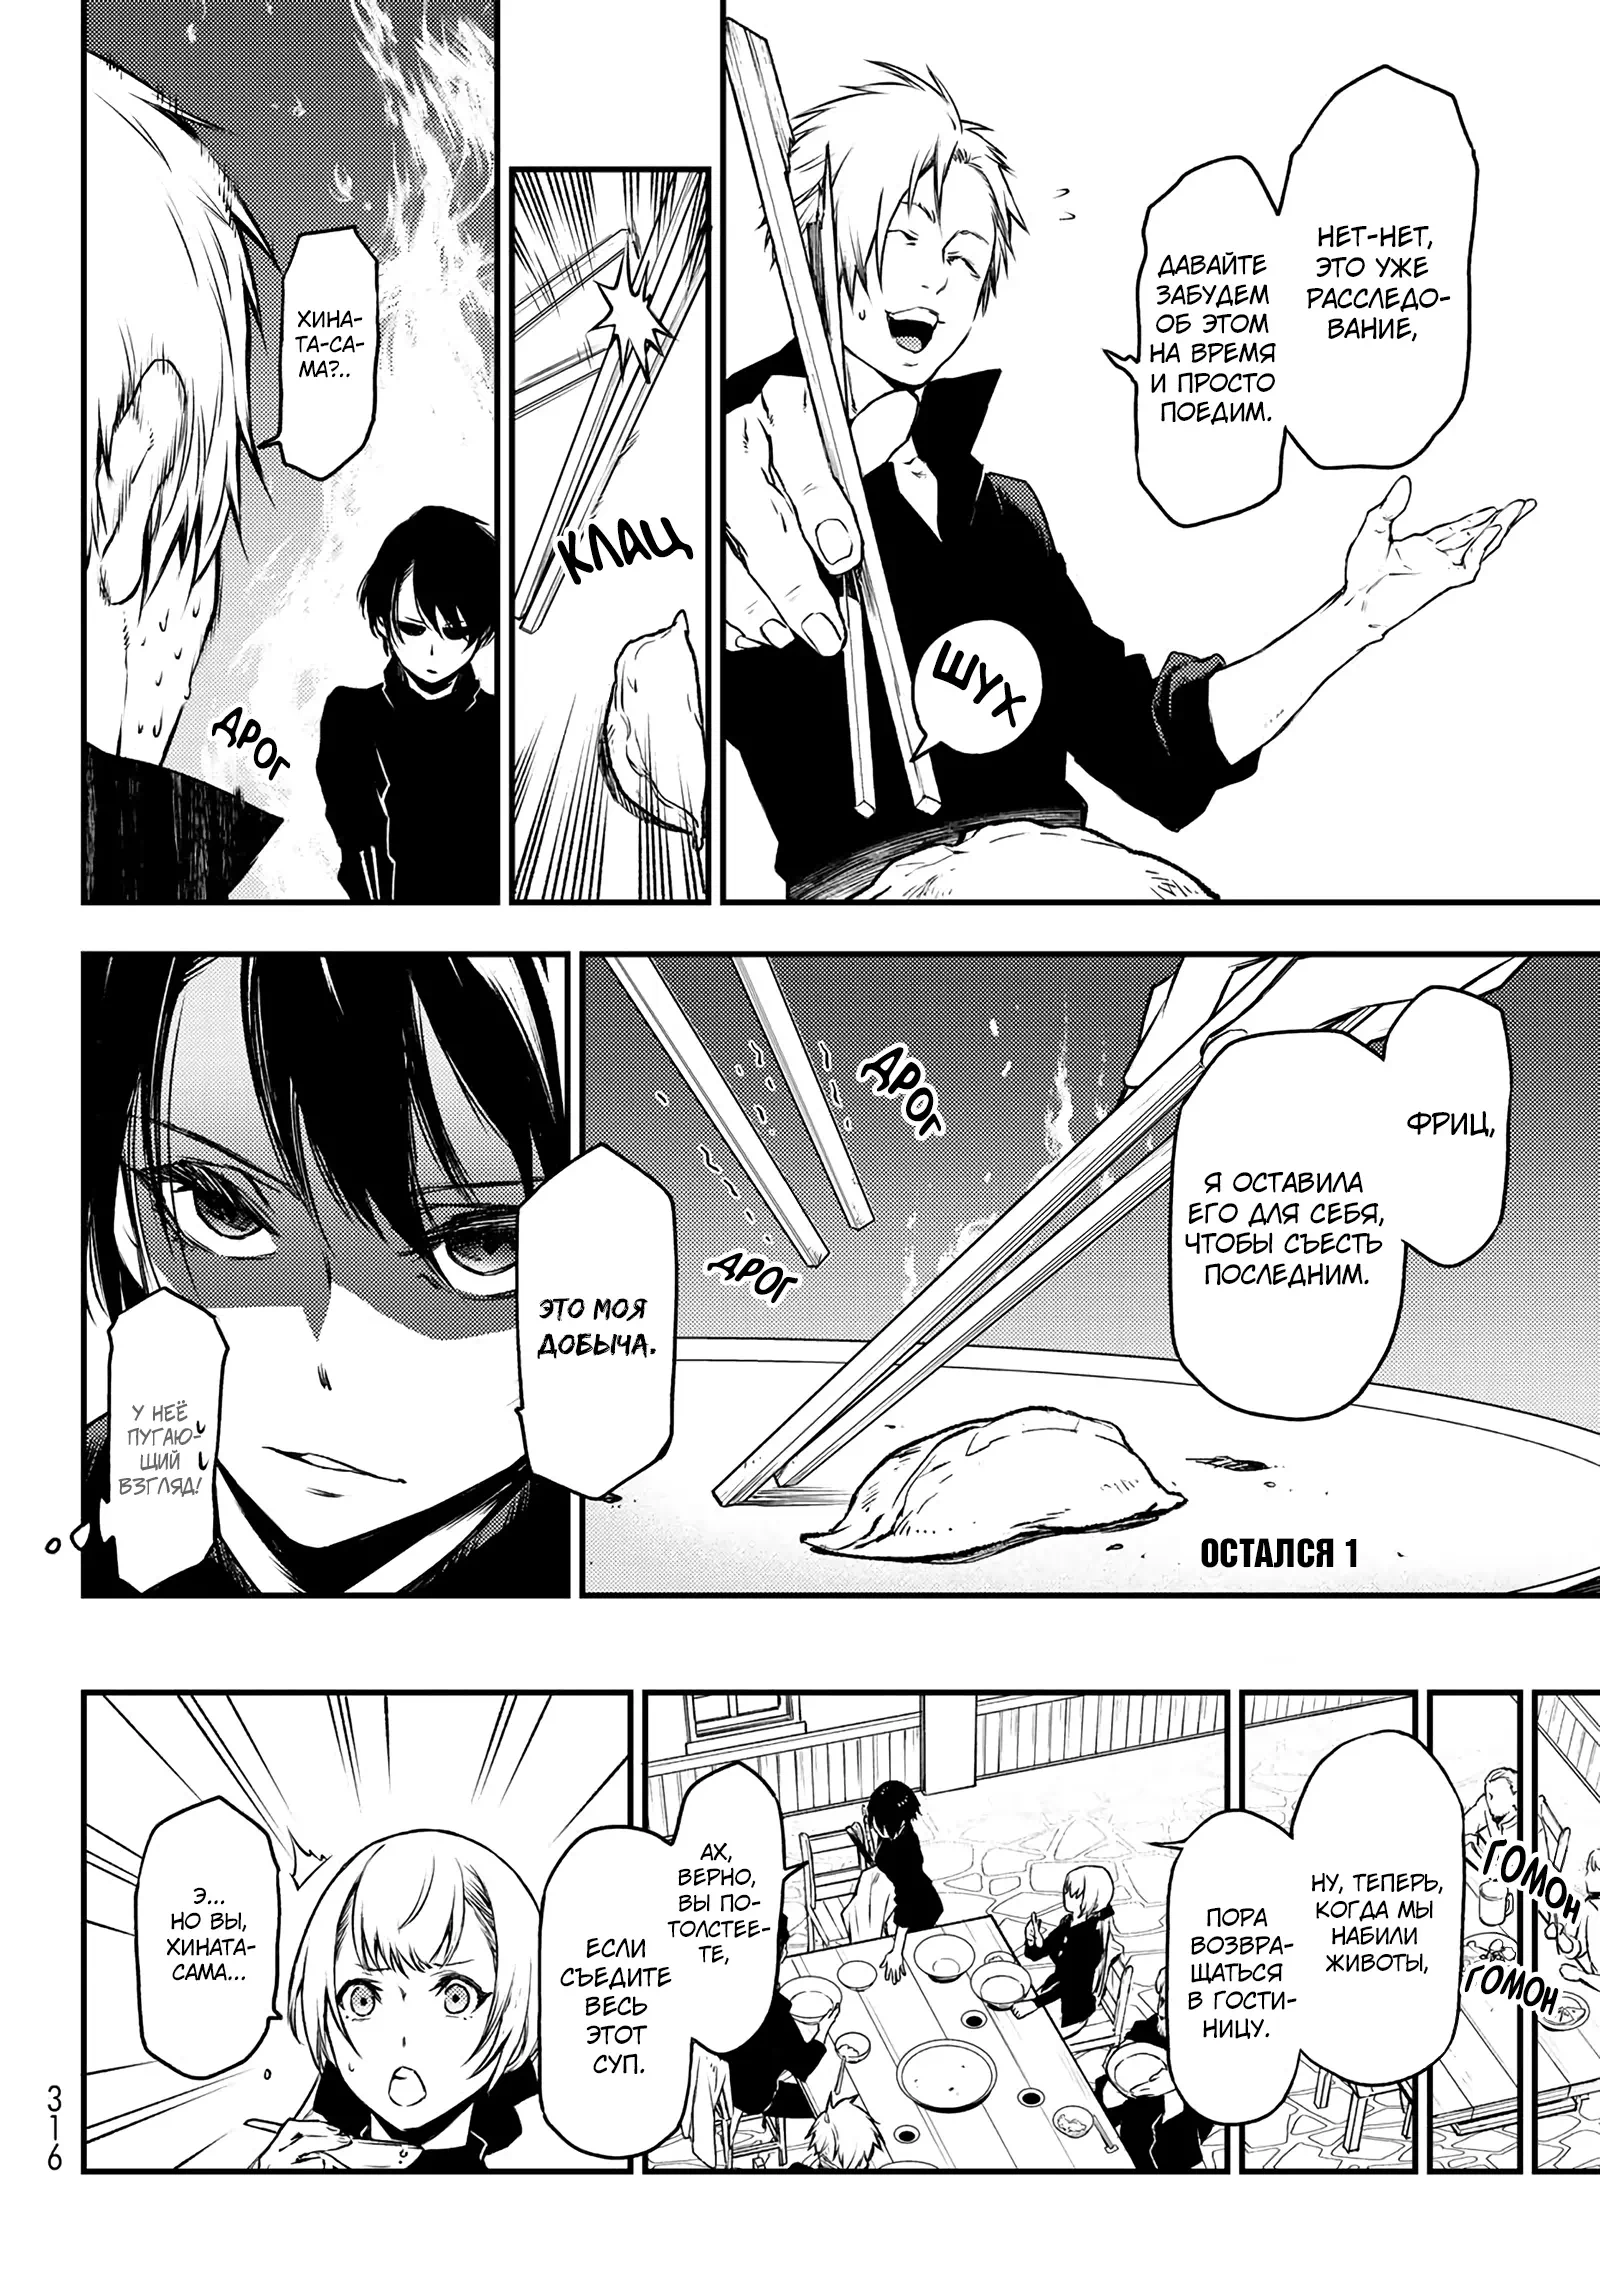 НЕТ-НЕТ,
ЭТО УЖЕ
РАССЛЕДО-
ВАНИЕ,
ДАВАЙТЕ
ЗАБУДЕМ
ОБ ЭТОМ
НА ВРЕМЯ
И ПРОСТО
ПОЕДИМ.
ШУХ
КЛАЦ
ХИНА-
ТА-СА-
МА?..
ДРОГ
ФРИЦ,
Я ОСТАВИЛА
ЕГО ДЛЯ СЕБЯ,
ЧТОБЫ СЪЕСТЬ
ПОСЛЕДНИМ.
ДРОГ
ДРОГ
ОСТАЛСЯ 1
ЭТО МОЯ
ДОБЫЧА.
У НЕЁ
ПУГАЮ-
ЩИЙ
ВЗГЛЯД!
ГОМОН
ГОМОН
НУ, ТЕПЕРЬ,
КОГДА МЫ
НАБИЛИ
ЖИВОТЫ,
ПОРА
ВОЗВРА-
ЩАТЬСЯ
В ГОСТИ-
НИЦУ.
АХ,
ВЕРНО,
ВЫ ПО-
ТОЛСТЕЕ-
ТЕ,
ЕСЛИ
СЪЕДИТЕ
ВЕСЬ
ЭТОТ
СУП.
Э...
НО ВЫ,
ХИНАТА-
САМА...
316